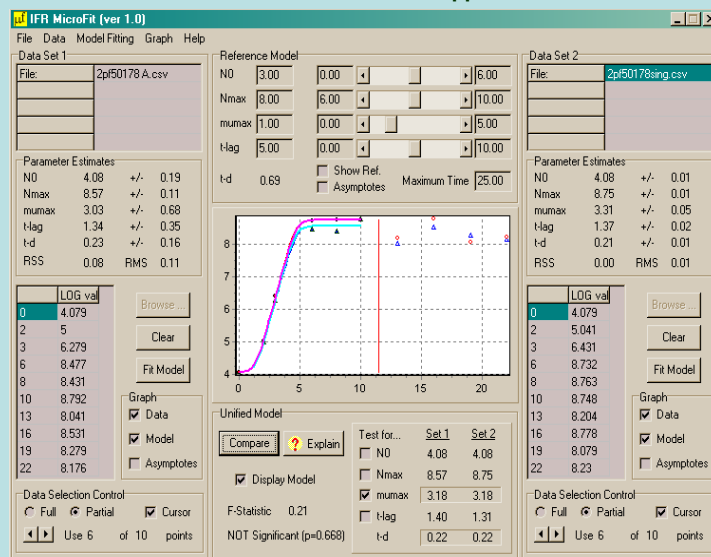 IFR MicroFit (ver 1.0)
File Data Model Fitting Graph Help
Data Set 1
File: 2pf50178 A.csv
Parameter Estimates
N0 4.08 +/- 0.19
Nmax 8.57 +/- 0.11
mumax 3.03 +/- 0.68
t-lag 1.34 +/- 0.35
t-d 0.23 +/- 0.16
RSS 0.08 RMS 0.11
LOG val
0 4.079
2 5
3 6.279
6 8.477
8 8.431
10 8.792
13 8.041
16 8.531
19 8.279
22 8.176
Browse ...
Clear
Fit Model
Graph
Data
Model
Asymptotes
Data Selection Control
Full Partial Cursor
Use 6 of 10 points
Reference Model
N0 3.00 0.00 6.00
Nmax 8.00 6.00 10.00
mumax 1.00 0.00 5.00
t-lag 5.00 0.00 10.00
t-d 0.69
Show Ref.
Asymptotes
Maximum Time 25.00
8
7
6
5
4
0 5 10 15 20
Unified Model
Compare
? Explain
Display Model
F-Statistic 0.21
NOT Significant (p=0.668)
Test for... Set 1 Set 2
N0 4.08 4.08
Nmax 8.57 8.75
mumax 3.18 3.18
t-lag 1.40 1.31
t-d 0.22 0.22
Data Set 2
File: 2pf50178sing.csv
Parameter Estimates
N0 4.08 +/- 0.01
Nmax 8.75 +/- 0.01
mumax 3.31 +/- 0.05
t-lag 1.37 +/- 0.02
t-d 0.21 +/- 0.01
RSS 0.00 RMS 0.01
LOG val
0 4.079
2 5.041
3 6.431
6 8.732
8 8.763
10 8.748
13 8.204
16 8.778
19 8.079
22 8.23
Browse ...
Clear
Fit Model
Graph
Data
Model
Asymptotes
Data Selection Control
Full Partial Cursor
Use 6 of 10 points